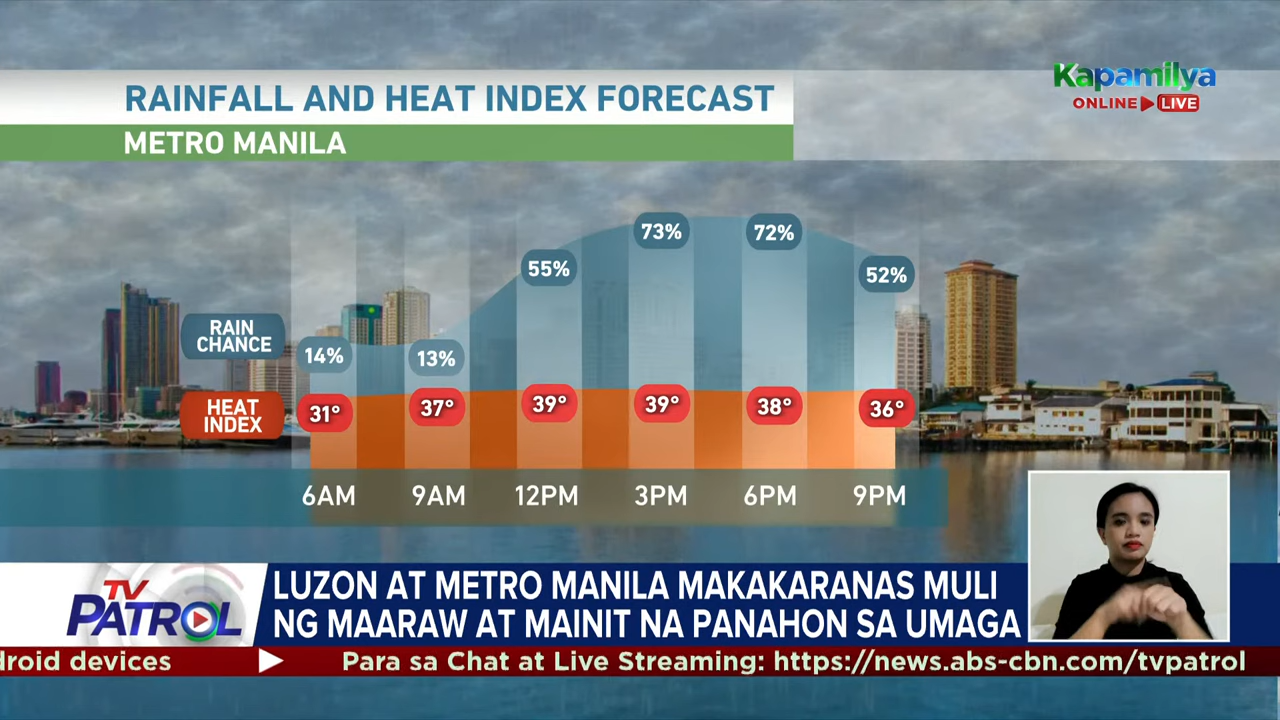 Kapamilya
ONLINE LIVE
RAINFALL AND HEAT INDEX FORECAST
METRO MANILA
RAIN
CHANCE
14%
13%
55%
73%
72%
52%
HEAT
INDEX
31°
37°
39°
39°
38°
36°
6AM
9AM
12PM
3PM
6PM
9PM
TV
PATROL
LUZON AT METRO MANILA MAKAKARANAS MULI
NG MAARAW AT MAINIT NA PANAHON SA UMAGA
droid devices Para sa Chat at Live Streaming: https://news.abs-cbn.com/tvpatrol